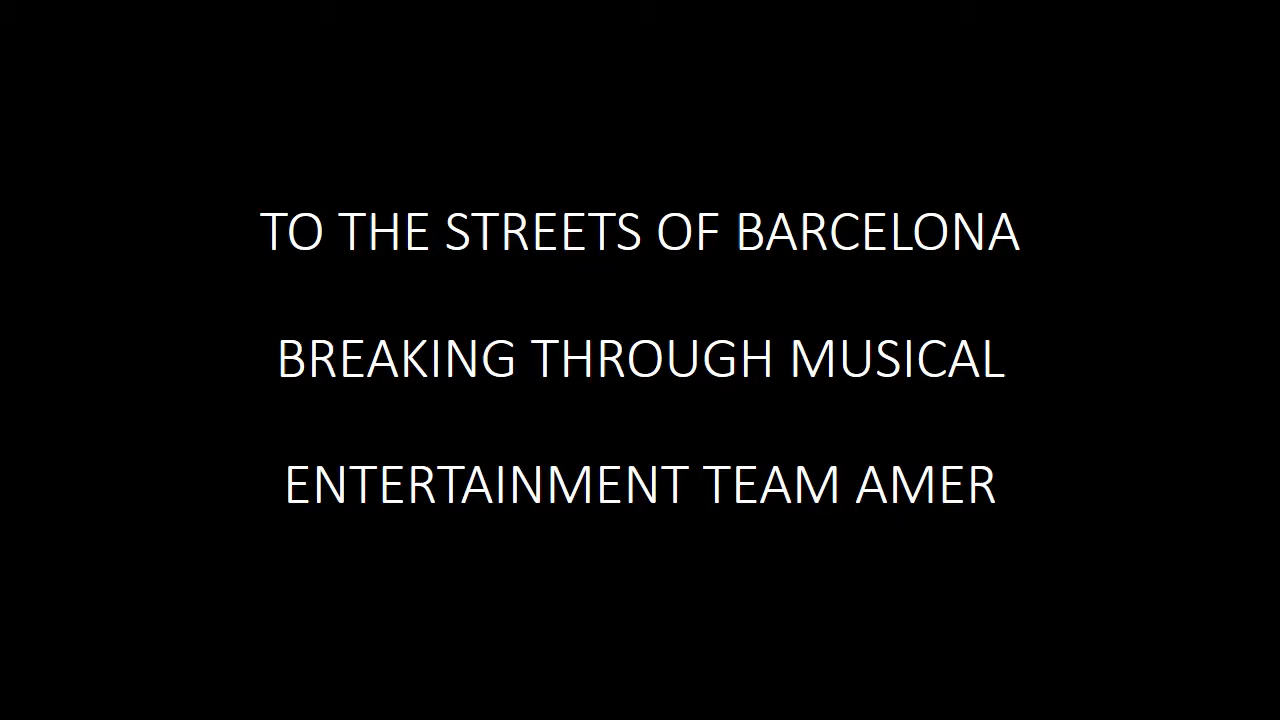 TO THE STREETS OF BARCELONA
BREAKING THROUGH MUSICAL
ENTERTAINMENT TEAM AMER